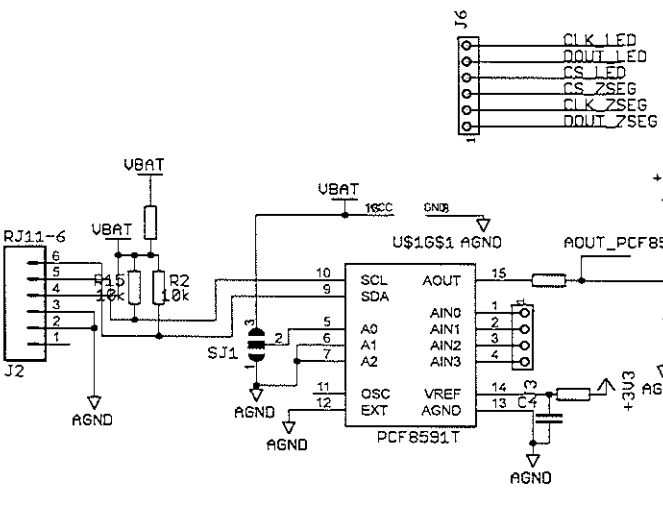 J6
CLK_LED
DOUT_LED
CS_LED
CS_7SEG
CLK_7SEG
DOUT_7SEG
1
VBAT
VBAT
VBAT
GND
8
U$1G$1
AGND
RJ11-6
6
5
4
3
2
1
J2
R15
10k
R2
10k
AGND
SJ1
3
2
1
AGND
AGND
10
9
5
6
7
11
12
SCL
SDA
A0
A1
A2
OSC
EXT
AOUT
AIN0
AIN1
AIN2
AIN3
VREF
AGND
15
1
2
3
4
14
13
PCF8591T
AOUT_PCF85
+3V3
AGND